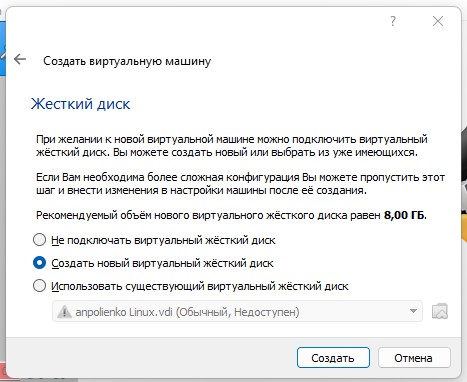 ?
Создать виртуальную машину
Жесткий диск
При желании к новой виртуальной машине можно подключить виртуальный
жёсткий диск. Вы можете создать новый или выбрать из уже имеющихся.
Если Вам необходима более сложная конфигурация Вы можете пропустить этот
шаг и внести изменения в настройки машины после её создания.
Рекомендуемый объём нового виртуального жёсткого диска равен 8,00 ГБ.
Не подключать виртуальный жёсткий диск
Создать новый виртуальный жёсткий диск
Использовать существующий виртуальный жёсткий диск
anpolienko Linux.vdi (Обычный, Недоступен)
Создать
Отмена